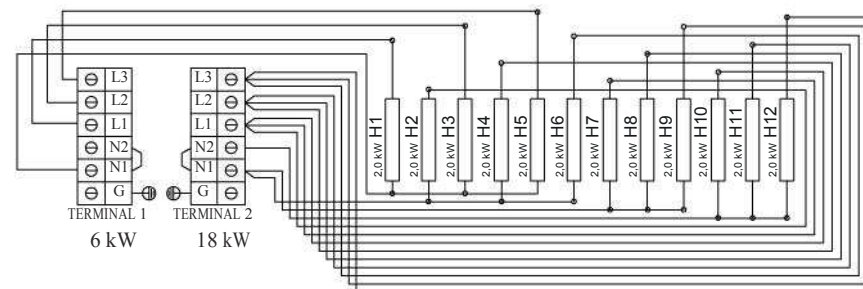 L3
L2
L1
N2
N1
G
TERMINAL 1
6 kW
L3
L2
L1
N2
N1
G
TERMINAL 2
18 kW
2,0 kW H1
2,0 kW H2
2,0 kW H3
2,0 kW H4
2,0 kW H5
2,0 kW H6
2,0 kW H7
2,0 kW H8
2,0 kW H9
2,0 kW H10
2,0 kW H11
2,0 kW H12